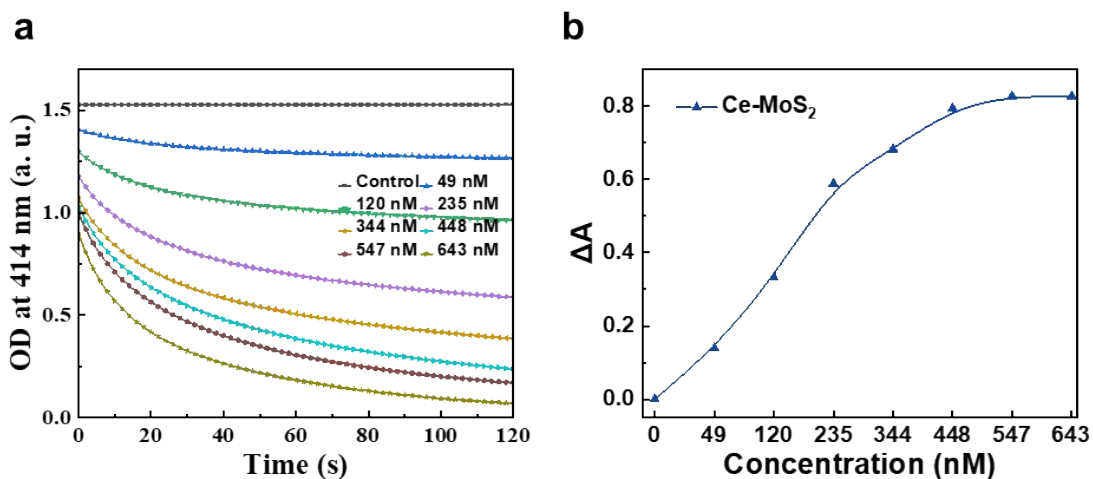 a
OD at 414 nm (a. u.)
1.5
1.0
0.5
0.0
Control 49 nM
120 nM 235 nM
344 nM 448 nM
547 nM 643 nM
0 20 40 60 80 100 120
Time (s)
b
ΔA
0.8
0.6
0.4
0.2
0.0
Ce-MoS₂
0 49 120 235 344 448 547 643
Concentration (nM)